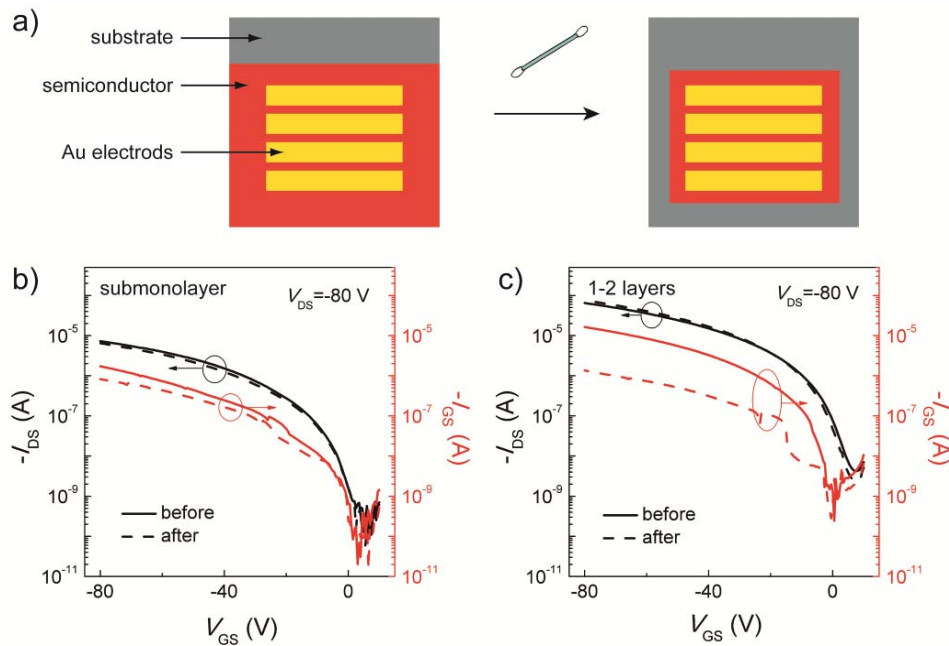 a)
substrate
semiconductor
Au electrods
b)
submonolayer
V_DS=-80 V
10^-5
10^-7
10^-9
10^-11
-I_DS (A)
10^-5
10^-7
10^-9
10^-11
-I_GS (A)
before
after
-80
-40
0
V_GS (V)
c)
1-2 layers
V_DS=-80 V
10^-5
10^-7
10^-9
10^-11
-I_DS (A)
10^-5
10^-7
10^-9
10^-11
-I_GS (A)
before
after
-80
-40
0
V_GS (V)